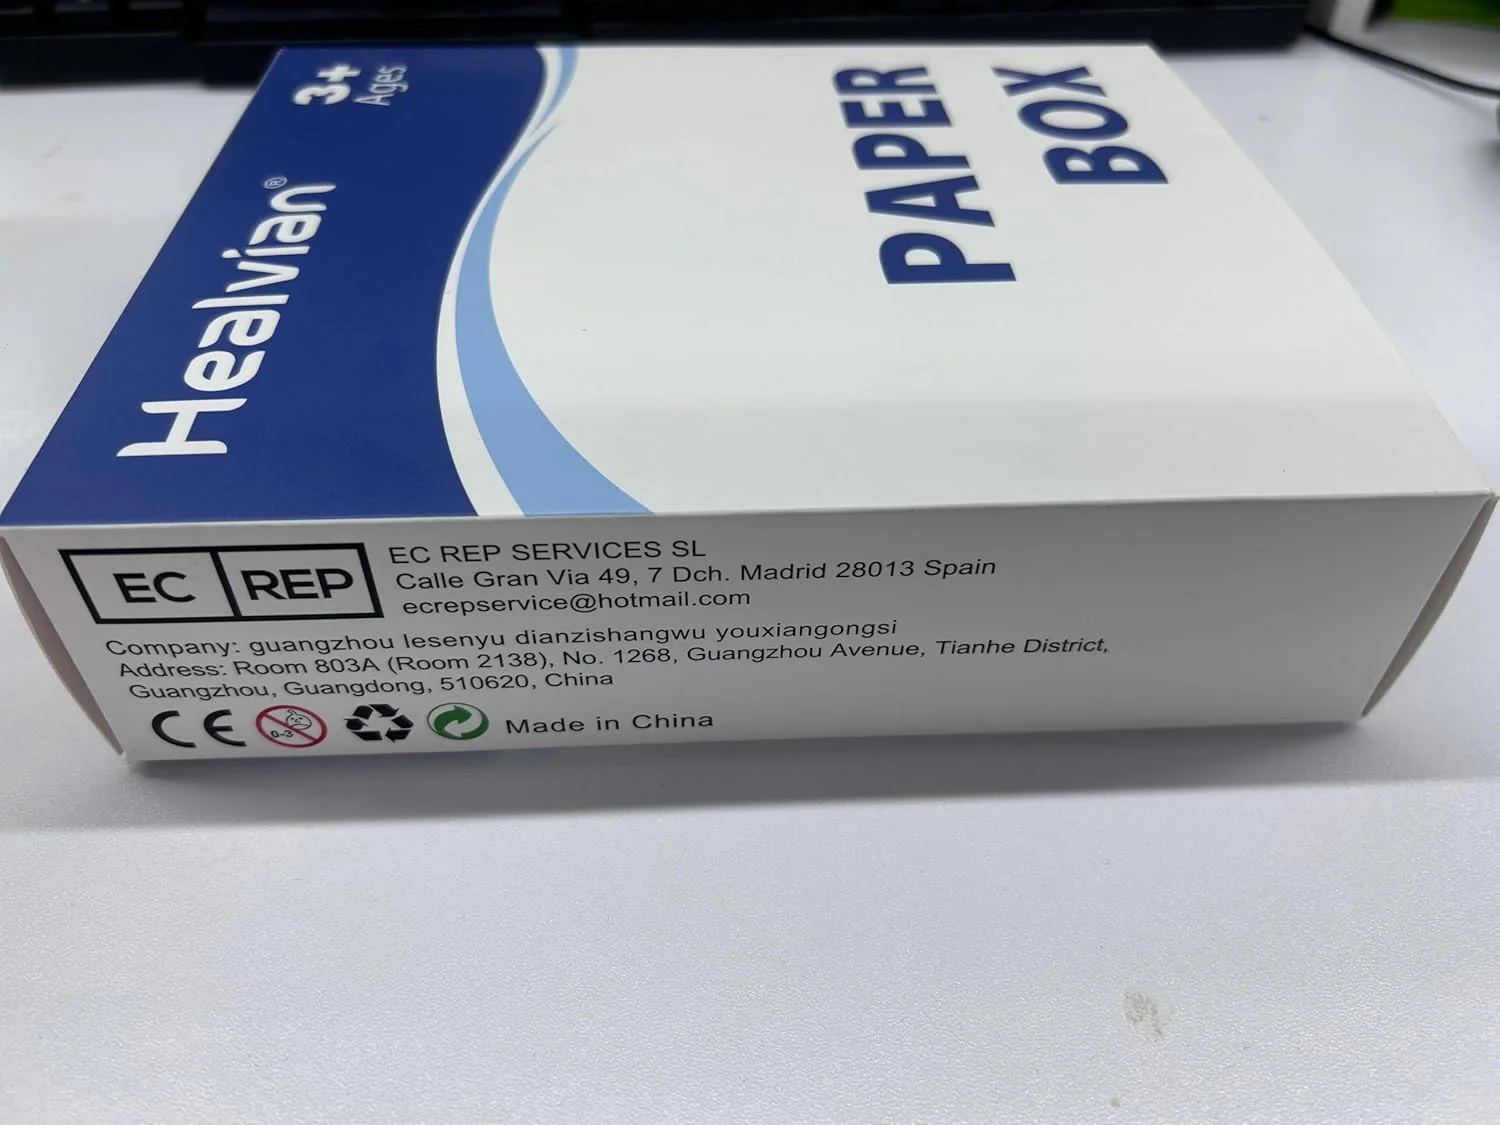 3+
Ages
Healvian®
PAPER
BOX
EC REP
EC REP SERVICES SL
Calle Gran Via 49, 7 Dch. Madrid 28013 Spain
ecrepservice@hotmail.com
Company: guangzhou lesenyu dianzishangwu youxiangongsi
Address: Room 803A (Room 2138), No. 1268, Guangzhou Avenue, Tianhe District,
Guangzhou, Guangdong, 510620, China
CE 0-3 Made in China